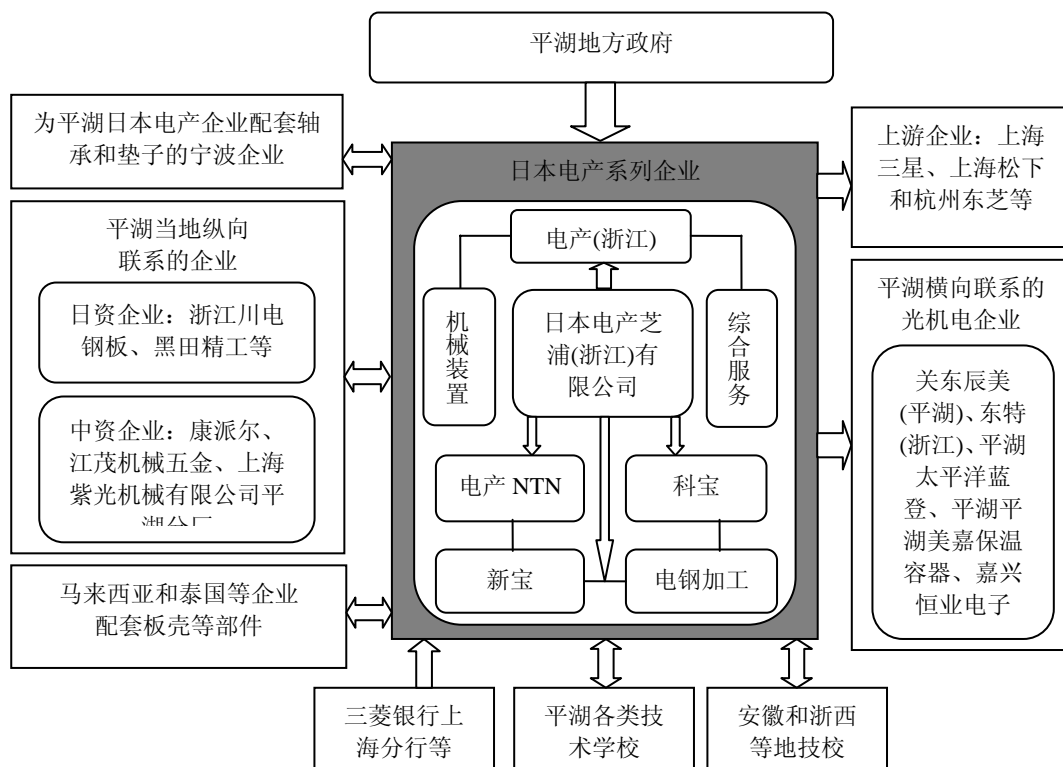 平湖地方政府
为平湖日本电产企业配套轴
承和垫子的宁波企业
平湖当地纵向
联系的企业
日资企业：浙江川电
钢板、黑田精工等
中资企业：康派尔、
江茂机械五金、上海
紫光机械有限公司平
湖分厂
马来西亚和泰国等企业
配套板壳等部件
日本电产系列企业
电产(浙江)
机械装置
日本电产芝
浦(浙江)有
限公司
综合服务
电产 NTN
科宝
新宝
电钢加工
上游企业：上海
三星、上海松下
和杭州东芝等
平湖横向联系的
光机电企业
关东辰美
(平湖)、东特
(浙江)、平湖
太平洋蓝
登、平湖平
湖美嘉保温
容器、嘉兴
恒业电子
三菱银行上
海分行等
平湖各类技
术学校
安徽和浙西
等地技校